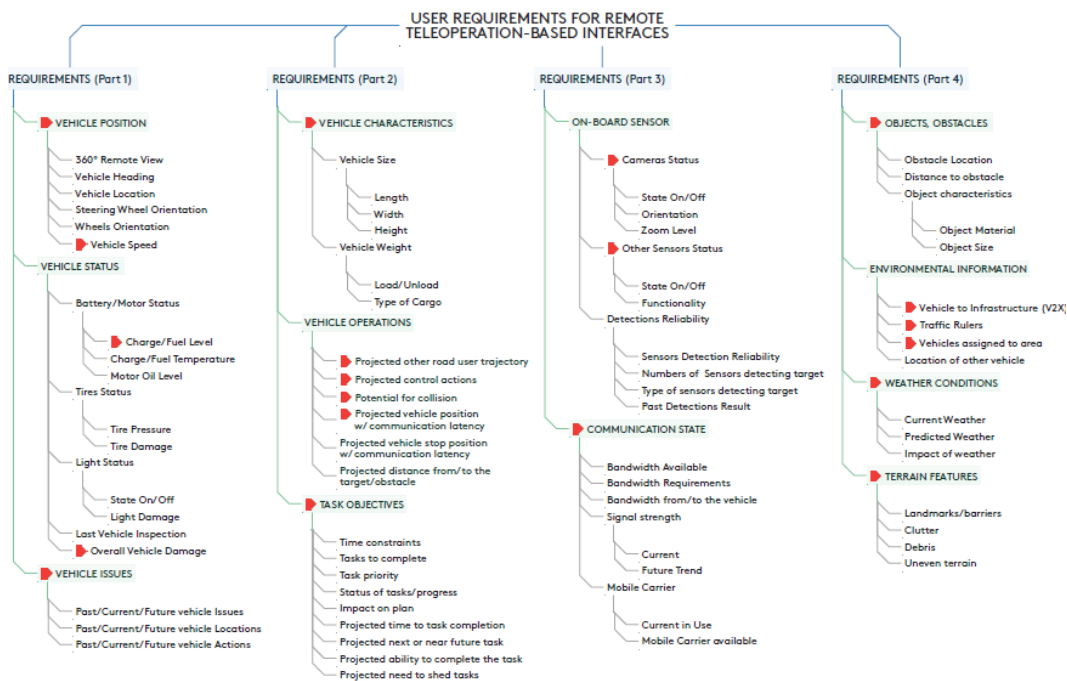 USER REQUIREMENTS FOR REMOTE
TELEOPERATION-BASED INTERFACES
REQUIREMENTS (Part 1)
VEHICLE POSITION
360° Remote View
Vehicle Heading
Vehicle Location
Steering Wheel Orientation
Wheels Orientation
Vehicle Speed
VEHICLE STATUS
Battery/Motor Status
Charge/Fuel Level
Charge/Fuel Temperature
Motor Oil Level
Tires Status
Tire Pressure
Tire Damage
Light Status
State On/Off
Light Damage
Last Vehicle Inspection
Overall Vehicle Damage
VEHICLE ISSUES
Past/Current/Future vehicle Issues
Past/Current/Future vehicle Locations
Past/Current/Future vehicle Actions
REQUIREMENTS (Part 2)
VEHICLE CHARACTERISTICS
Vehicle Size
Length
Width
Height
Vehicle Weight
Load/Unload
Type of Cargo
VEHICLE OPERATIONS
Projected other road user trajectory
Projected control actions
Potential for collision
Projected vehicle position
w/ communication latency
Projected vehicle stop position
w/communication latency
Projected distance from/to the
target/obstacle
TASK OBJECTIVES
Time constraints
Tasks to complete
Task priority
Status of tasks/progress
Impact on plan
Projected time to task completion
Projected next or near future task
Projected ability to complete the task
Projected need to shed tasks
REQUIREMENTS (Part 3)
ON-BOARD SENSOR
Cameras Status
State On/Off
Orientation
Zoom Level
Other Sensors Status
State On/Off
Functionality
Detections Reliability
Sensors Detection Reliability
Numbers of Sensors detecting target
Type of sensors detecting target
Past Detections Result
COMMUNICATION STATE
Bandwidth Available
Bandwidth Requirements
Bandwidth from/to the vehicle
Signal strength
Current
Future Trend
Mobile Carrier
Current in Use
Mobile Carrier available
REQUIREMENTS (Part 4)
OBJECTS, OBSTACLES
Obstacle Location
Distance to obstacle
Object characteristics
Object Material
Object Size
ENVIRONMENTAL INFORMATION
Vehicle to Infrastructure (V2X)
Traffic Rulers
Vehicles assigned to area
Location of other vehicle
WEATHER CONDITIONS
Current Weather
Predicted Weather
Impact of weather
TERRAIN FEATURES
Landmarks/barriers
Clutter
Debris
Uneven terrain